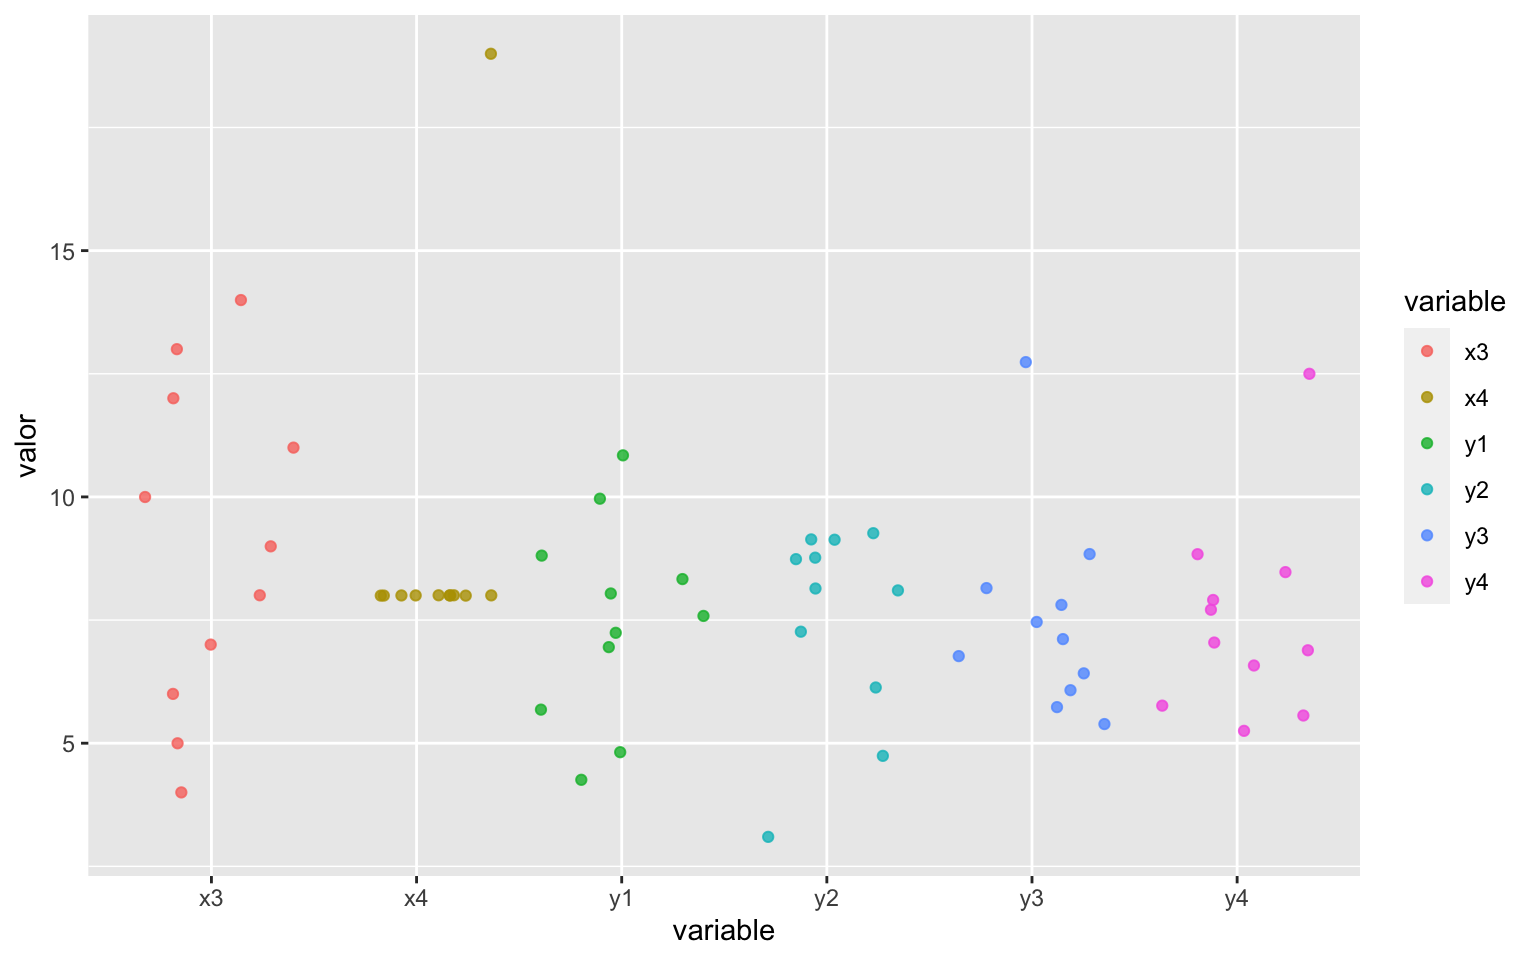 valor
15
10
5
x3 x4 y1 y2 y3 y4
variable
variable
x3
x4
y1
y2
y3
y4